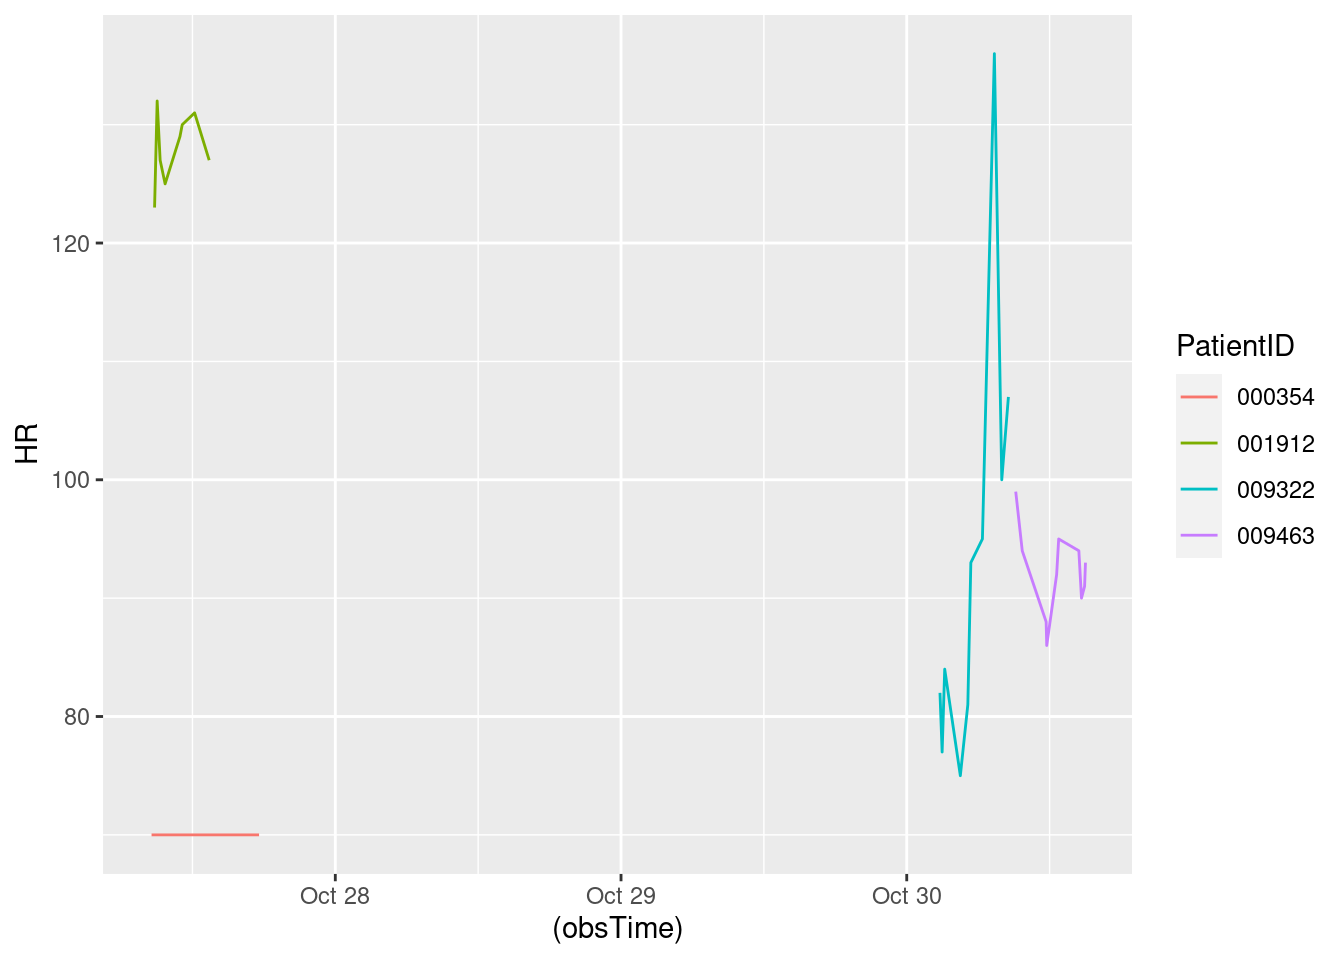 120
100
80
HR
Oct 28
Oct 29
Oct 30
(obsTime)
PatientID
000354
001912
009322
009463